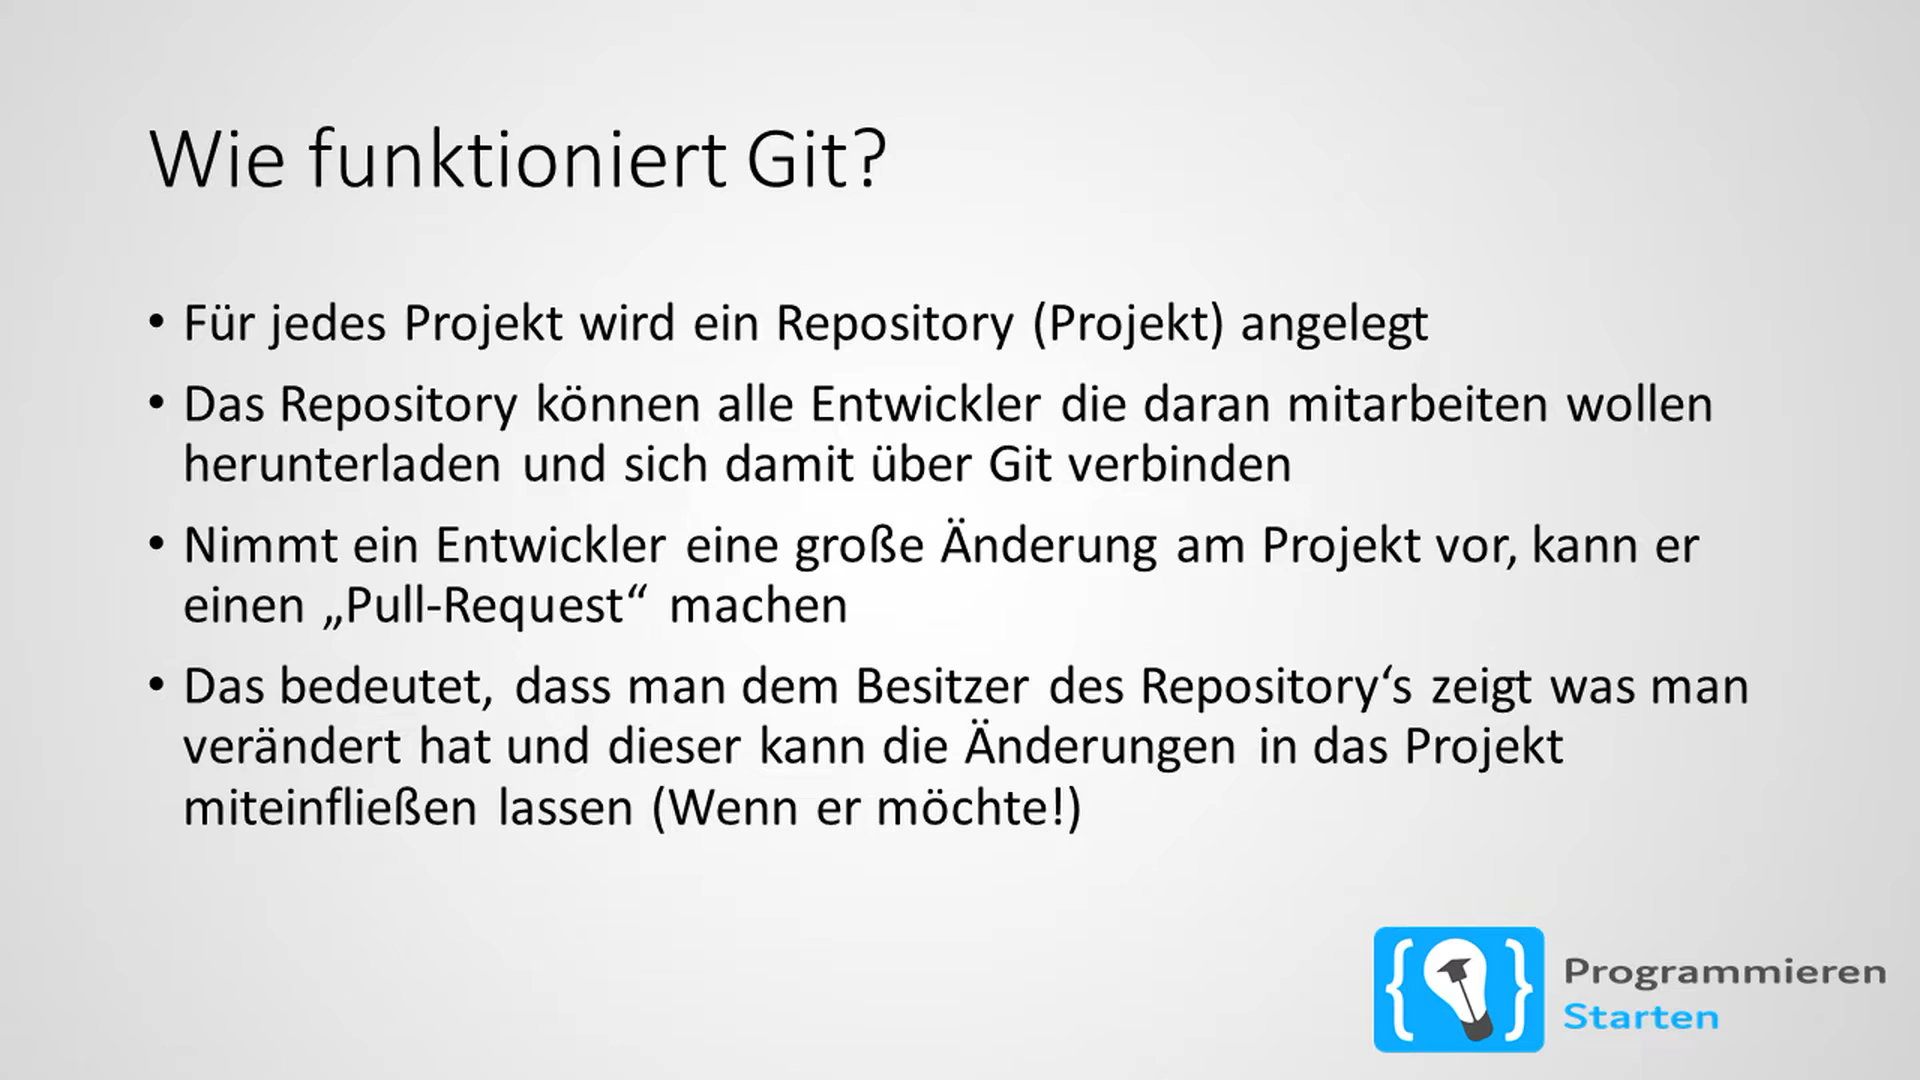 Wie funktioniert Git?
• Für jedes Projekt wird ein Repository (Projekt) angelegt
• Das Repository können alle Entwickler die daran mitarbeiten wollen
herunterladen und sich damit über Git verbinden
• Nimmt ein Entwickler eine große Änderung am Projekt vor, kann er
einen „Pull-Request“ machen
• Das bedeutet, dass man dem Besitzer des Repository‘s zeigt was man
verändert hat und dieser kann die Änderungen in das Projekt
miteinfließen lassen (Wenn er möchte!)
Programmieren
Starten